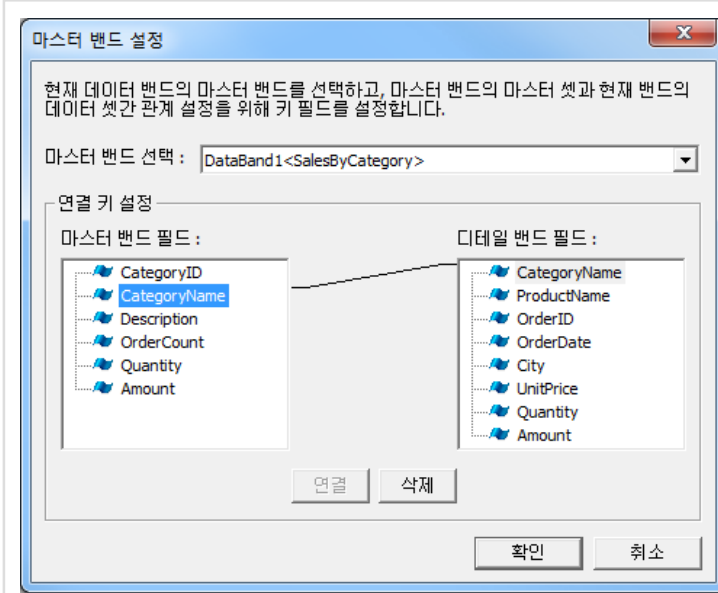 마스터 밴드 설정
현재 데이터 밴드의 마스터 밴드를 선택하고, 마스터 밴드의 마스터 셋과 현재 밴드의
데이터 셋간 관계 설정을 위해 키 필드를 설정합니다.
마스터 밴드 선택 : DataBand1<SalesByCategory>
연결 키 설정
마스터 밴드 필드 :
CategoryID
CategoryName
Description
OrderCount
Quantity
Amount
디테일 밴드 필드 :
CategoryName
ProductName
OrderID
OrderDate
City
UnitPrice
Quantity
Amount
연결 삭제
확인 취소